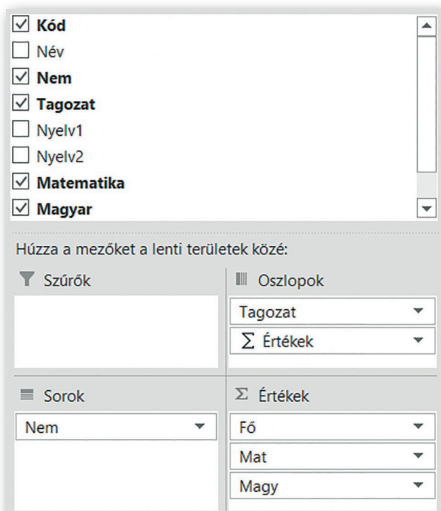 Kód
Név
Nem
Tagozat
Nyelv1
Nyelv2
Matematika
Magyar
Húzza a mezőket a lenti területek közé:
Szűrők
Oszlopok
Tagozat
Σ Értékek
Sorok
Nem
Σ Értékek
Fő
Mat
Magy